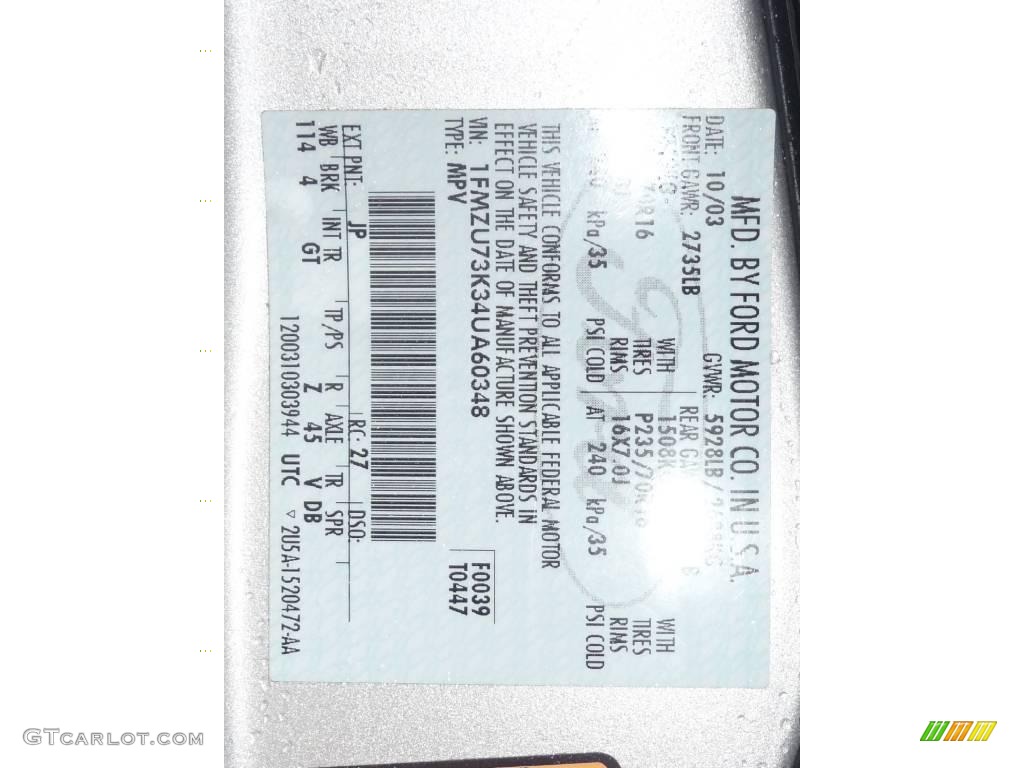 MFD. BY FORD MOTOR CO. IN U.S.A.
DATE: 10/03 GVWR: 5928LB/
FRONT GAWR: 2735LB REAR
WITH 1508K WITH
R16 TIRES P235/70R16 TIRES
RIMS 16X7.0J RIMS
kPa/35 PSI COLD AT 240 kPa/35 PSI COLD
THIS VEHICLE CONFORMS TO ALL APPLICABLE FEDERAL MOTOR
VEHICLE SAFETY AND THEFT PREVENTION STANDARDS IN
EFFECT ON THE DATE OF MANUFACTURE SHOWN ABOVE.
VIN: 1FMZU73K34UA60348 F0039
TYPE: MPV T0447
EXT PNT: JP RC: 27 DSO:
WB BRK INT TR TP/PS R AXLE TR SPR
114 4 GT Z 45 V DB
1200310303944 UTC ▽ 2U5A-1520472-AA
GTCARLOT.COM